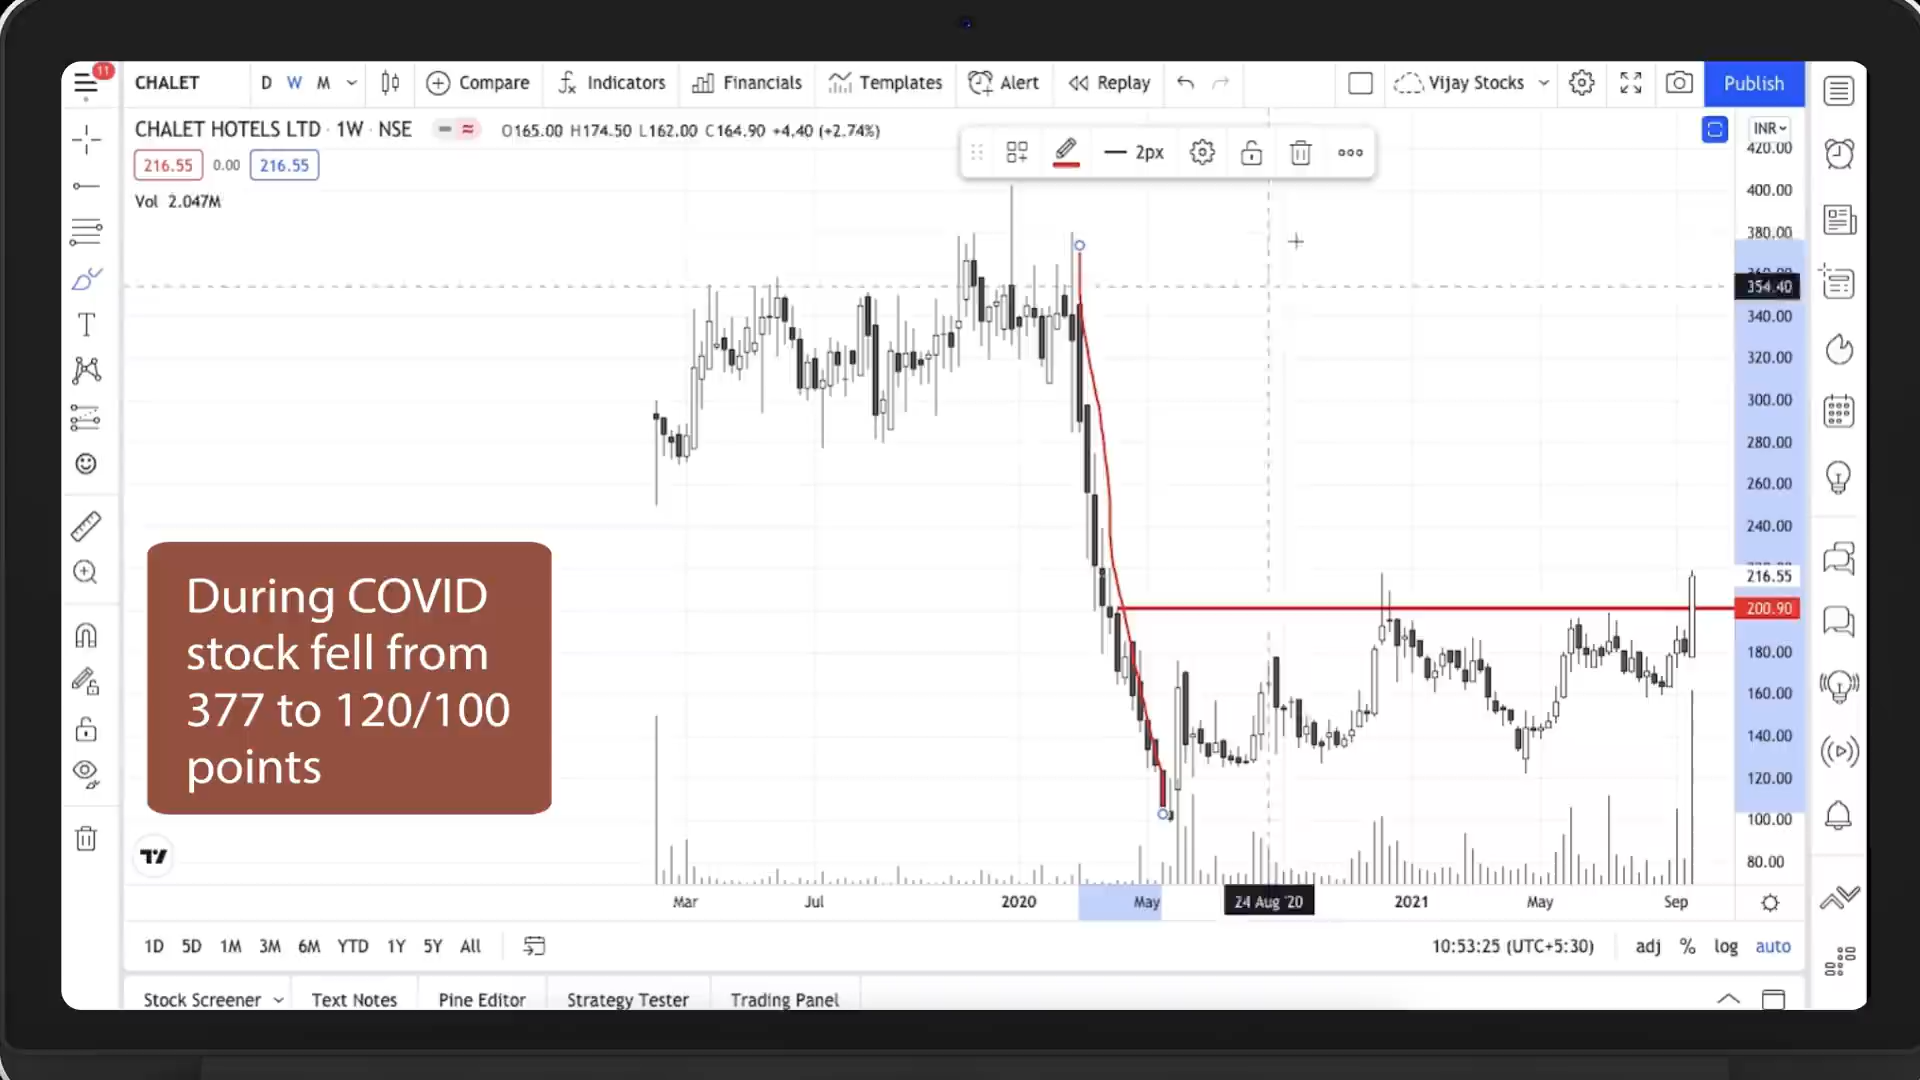 11
CHALET D W M Compare Indicators Financials Templates Alert Replay Vijay Stocks Publish
CHALET HOTELS LTD · 1W · NSE O165.00 H174.50 L162.00 C164.90 +4.40 (+2.74%)
2px
INR
216.55 0.00 216.55
Vol 2.047M
420.00
400.00
380.00
354.40
340.00
320.00
300.00
280.00
260.00
240.00
216.55
200.90
180.00
160.00
140.00
120.00
100.00
80.00
During COVID
stock fell from
377 to 120/100
points
Mar Jul 2020 May 24 Aug '20 2021 May Sep
1D 5D 1M 3M 6M YTD 1Y 5Y All 10:53:25 (UTC+5:30) adj % log auto
Stock Screener Text Notes Pine Editor Strategy Tester Trading Panel